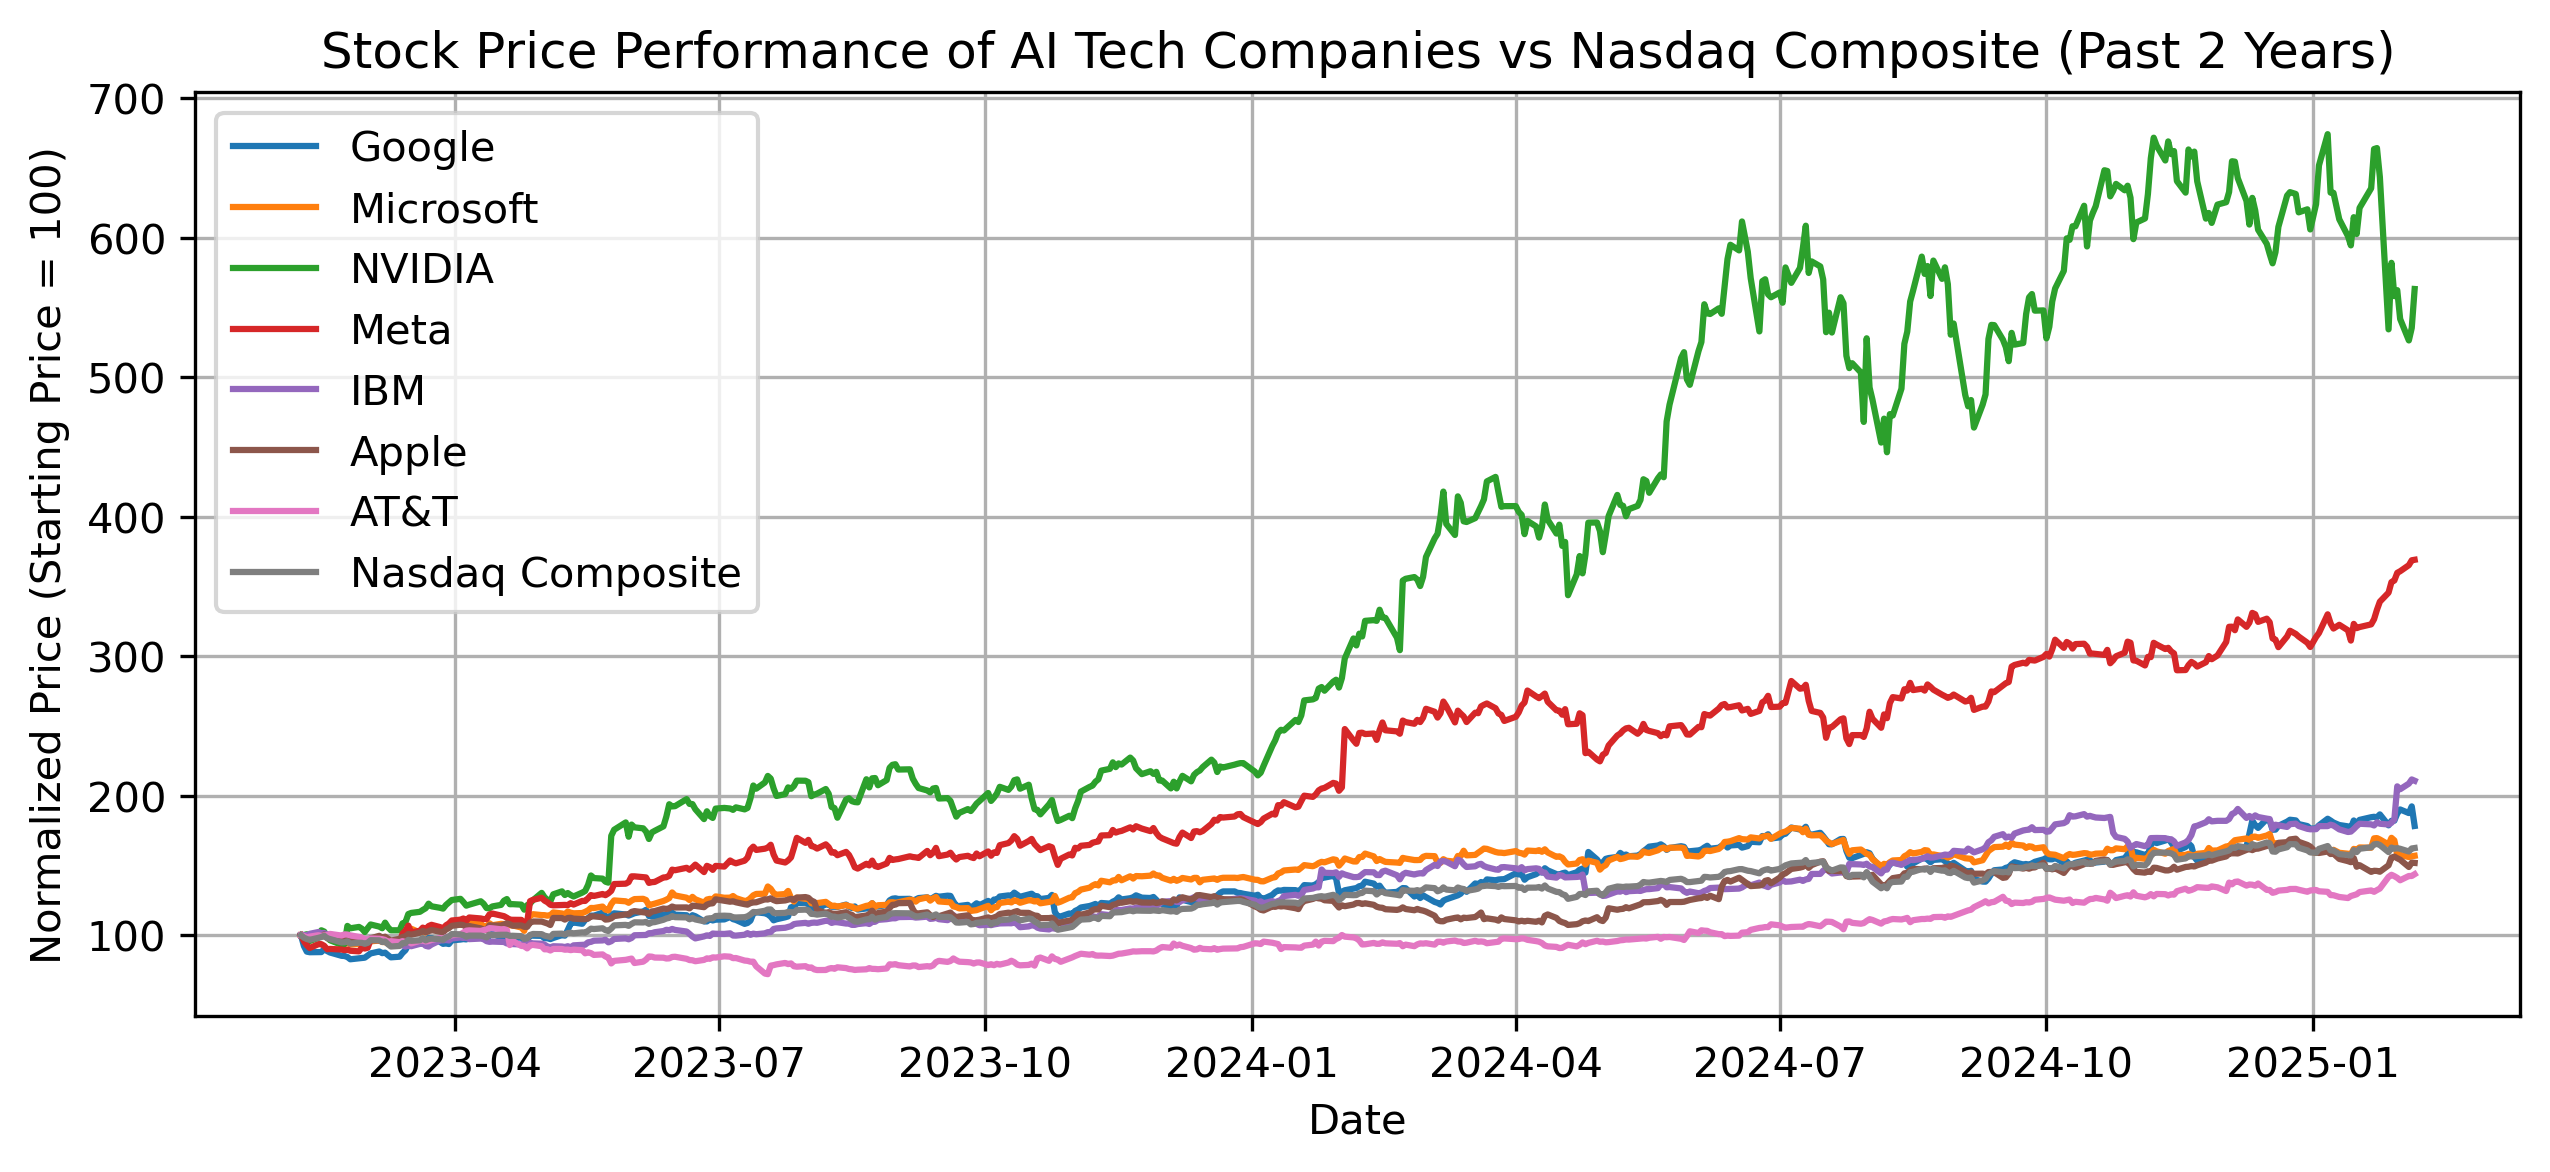 Stock Price Performance of AI Tech Companies vs Nasdaq Composite (Past 2 Years)
Normalized Price (Starting Price = 100)
700
600
500
400
300
200
100
Google
Microsoft
NVIDIA
Meta
IBM
Apple
AT&T
Nasdaq Composite
2023-04 2023-07 2023-10 2024-01 2024-04 2024-07 2024-10 2025-01
Date